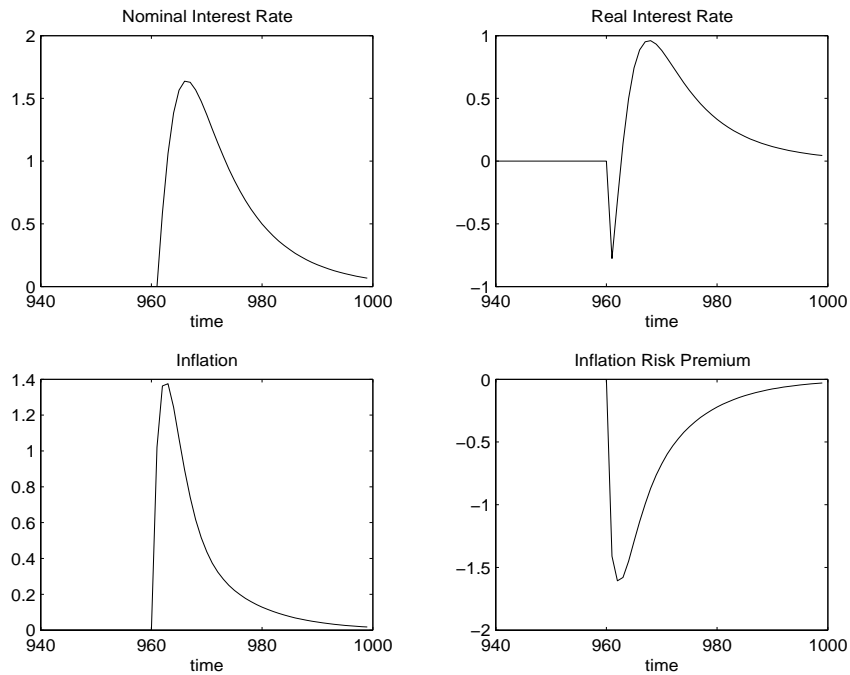 Nominal Interest Rate
2
1.5
1
0.5
0
940 960 980 1000
time
Real Interest Rate
1
0.5
0
−0.5
−1
940 960 980 1000
time
Inflation
1.4
1.2
1
0.8
0.6
0.4
0.2
0
940 960 980 1000
time
Inflation Risk Premium
0
−0.5
−1
−1.5
−2
940 960 980 1000
time